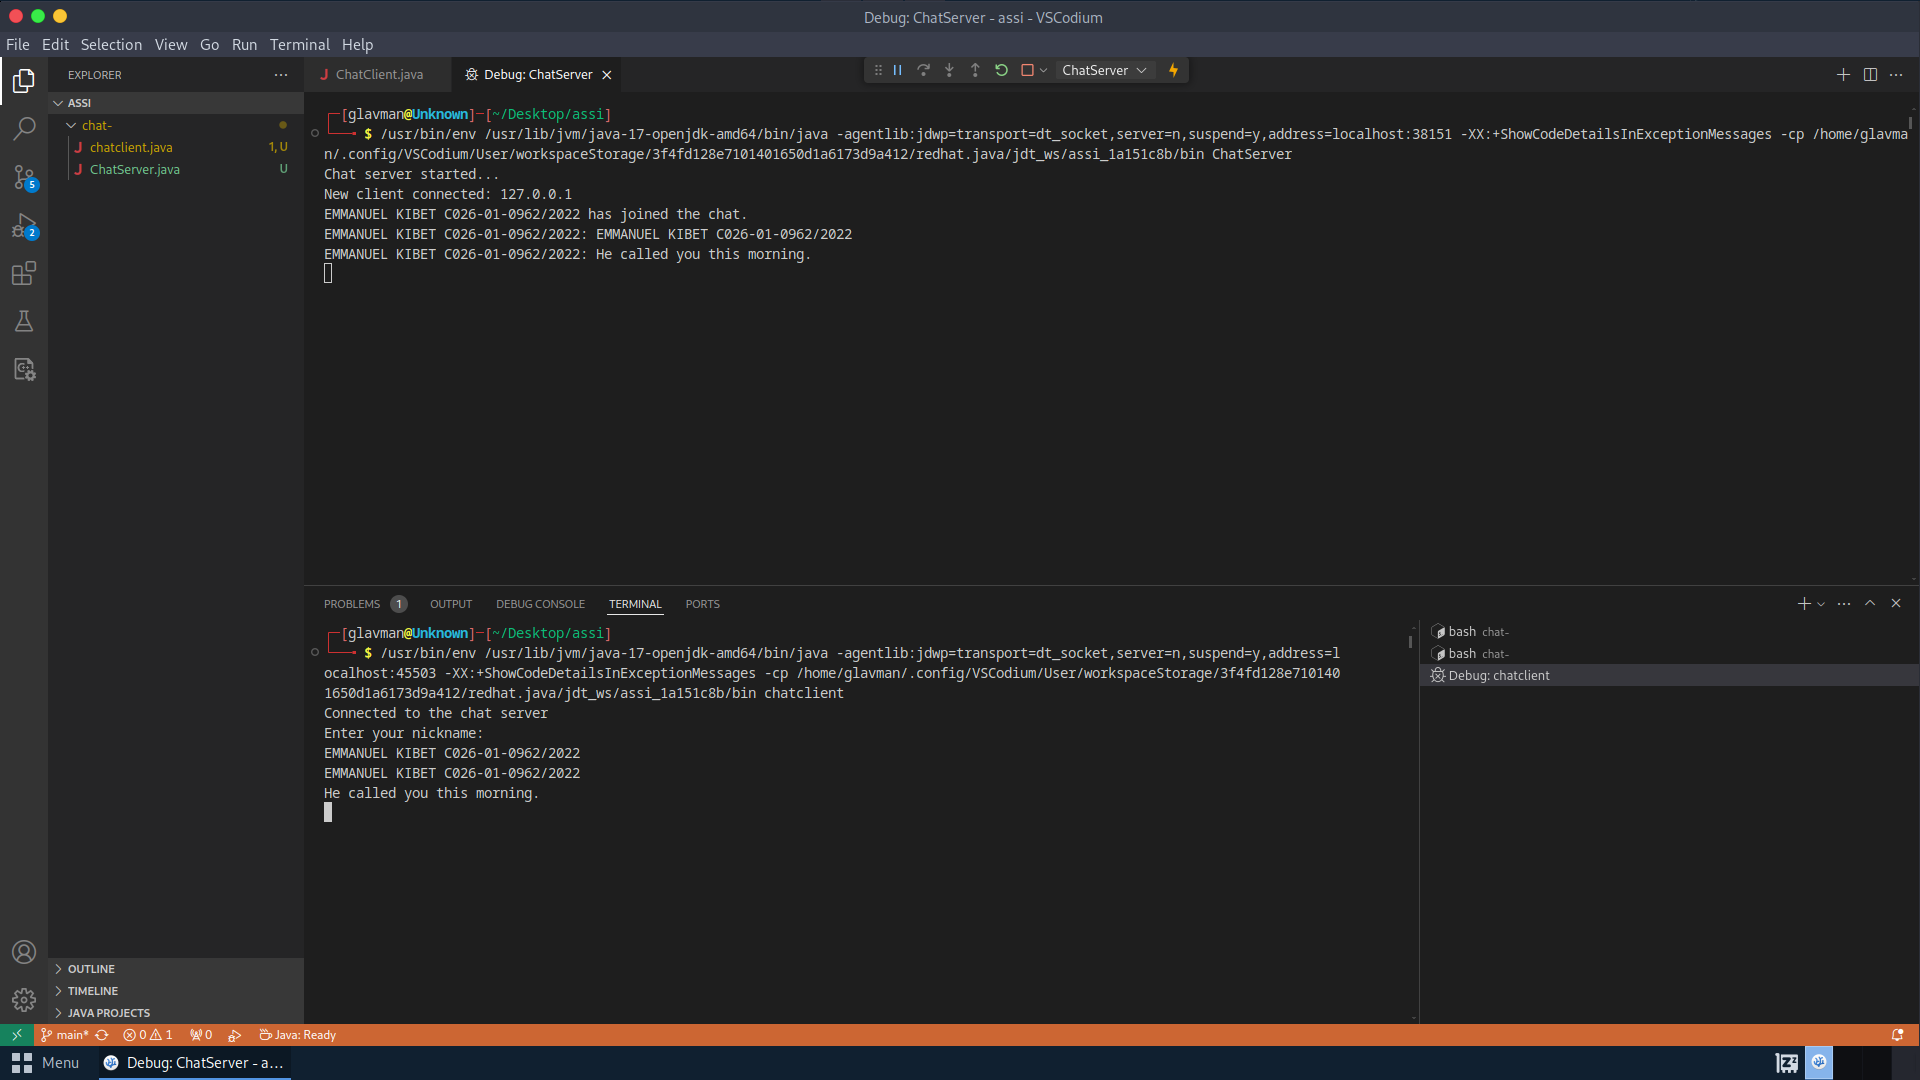 Debug: ChatServer - assi - VSCodium
File Edit Selection View Go Run Terminal Help
EXPLORER
ChatClient.java
Debug: ChatServer
ChatServer
ASSI
chat-
chatclient.java 1, U
ChatServer.java U
5
2
[glavman@Unknown]-[~/Desktop/assi]
$ /usr/bin/env /usr/lib/jvm/java-17-openjdk-amd64/bin/java -agentlib:jdwp=transport=dt_socket,server=n,suspend=y,address=localhost:38151 -XX:+ShowCodeDetailsInExceptionMessages -cp /home/glavma
n/.config/VSCodium/User/workspaceStorage/3f4fd128e7101401650d1a6173d9a412/redhat.java/jdt_ws/assi_1a151c8b/bin ChatServer
Chat server started...
New client connected: 127.0.0.1
EMMANUEL KIBET C026-01-0962/2022 has joined the chat.
EMMANUEL KIBET C026-01-0962/2022: EMMANUEL KIBET C026-01-0962/2022
EMMANUEL KIBET C026-01-0962/2022: He called you this morning.
PROBLEMS 1 OUTPUT DEBUG CONSOLE TERMINAL PORTS
[glavman@Unknown]-[~/Desktop/assi]
$ /usr/bin/env /usr/lib/jvm/java-17-openjdk-amd64/bin/java -agentlib:jdwp=transport=dt_socket,server=n,suspend=y,address=l
ocalhost:45503 -XX:+ShowCodeDetailsInExceptionMessages -cp /home/glavman/.config/VSCodium/User/workspaceStorage/3f4fd128e710140
1650d1a6173d9a412/redhat.java/jdt_ws/assi_1a151c8b/bin chatclient
Connected to the chat server
Enter your nickname:
EMMANUEL KIBET C026-01-0962/2022
EMMANUEL KIBET C026-01-0962/2022
He called you this morning.
bash chat-
bash chat-
Debug: chatclient
OUTLINE
TIMELINE
JAVA PROJECTS
main* 0 1 0 Java: Ready
Menu Debug: ChatServer - a...